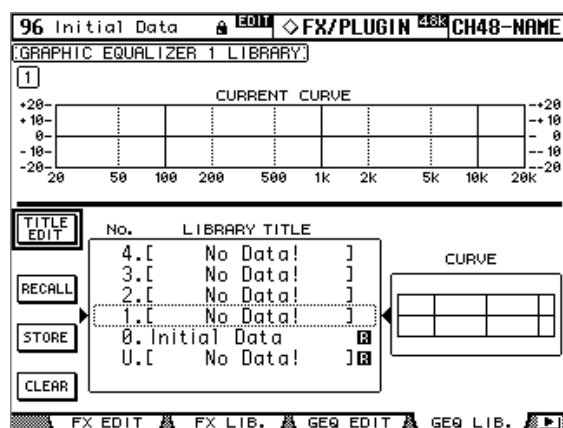 96 Initial Data EDIT ◇FX/PLUGIN 48k CH48-NAME
GRAPHIC EQUALIZER 1 LIBRARY
1
CURRENT CURVE
+20 +20
+10 +10
0 0
-10 -10
-20 -20
20 50 100 200 500 1k 2k 5k 10k 20k
TITLE EDIT
No. LIBRARY TITLE
CURVE
4.[ No Data! ]
3.[ No Data! ]
RECALL
2.[ No Data! ]
1.[ No Data! ]
STORE
0.Initial Data R
U.[ No Data! ]R
CLEAR
FX EDIT FX LIB. GEQ EDIT GEQ LIB.